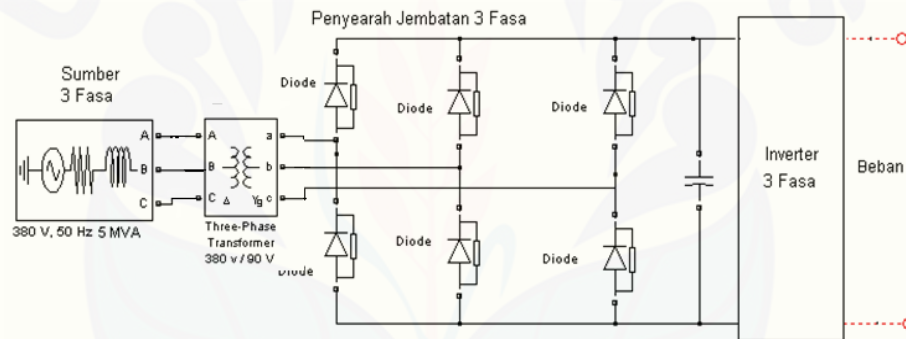 Penyearah Jembatan 3 Fasa
Sumber
3 Fasa
Diode
Diode
Diode
A
B
C
A
B
C
a
b
c
Δ
Yg
380 V, 50 Hz 5 MVA
Three-Phase
Transformer
380 v / 90 V
Diode
Diode
Diode
Inverter
3 Fasa
Beban